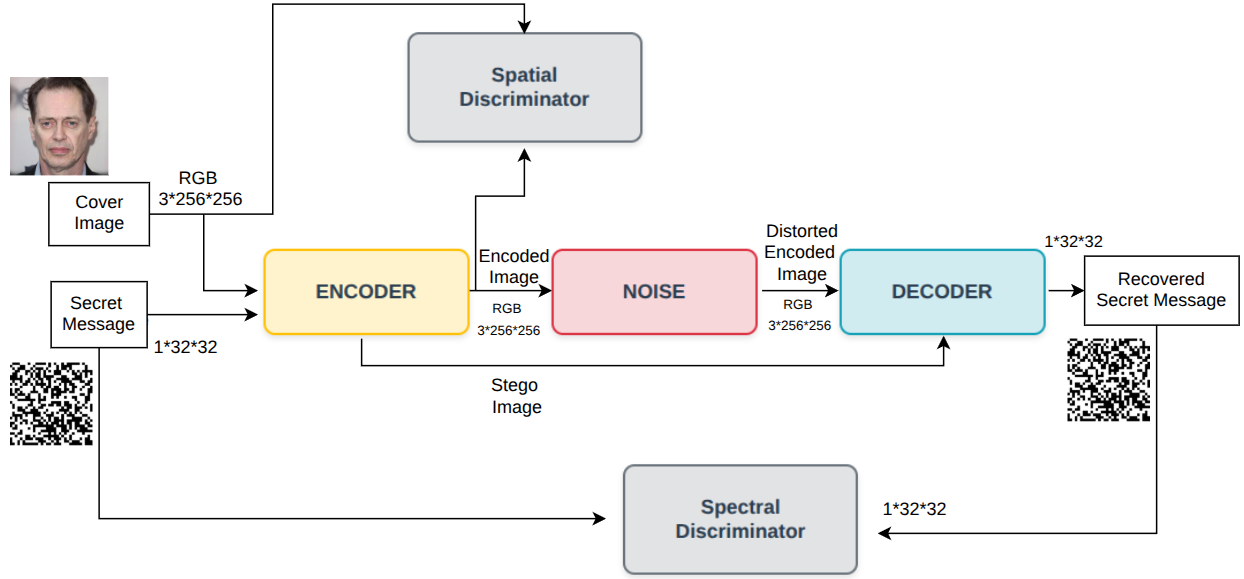 Spatial
Discriminator
RGB
3*256*256
Cover
Image
Secret
Message
1*32*32
ENCODER
Encoded
Image
RGB
3*256*256
NOISE
Distorted
Encoded
Image
RGB
3*256*256
DECODER
1*32*32
Recovered
Secret Message
Stego
Image
Spectral
Discriminator
1*32*32